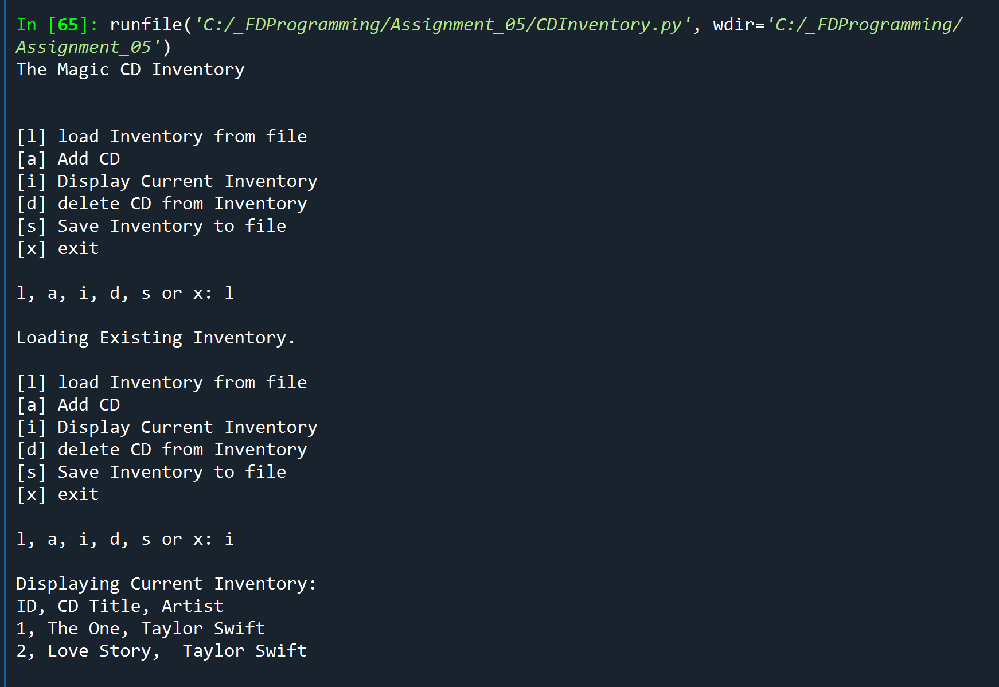 In [65]: runfile('C:/_FDProgramming/Assignment_05/CDInventory.py', wdir='C:/_FDProgramming/
Assignment_05')
The Magic CD Inventory
[l] load Inventory from file
[a] Add CD
[i] Display Current Inventory
[d] delete CD from Inventory
[s] Save Inventory to file
[x] exit
l, a, i, d, s or x: l
Loading Existing Inventory.
[l] load Inventory from file
[a] Add CD
[i] Display Current Inventory
[d] delete CD from Inventory
[s] Save Inventory to file
[x] exit
l, a, i, d, s or x: i
Displaying Current Inventory:
ID, CD Title, Artist
1, The One, Taylor Swift
2, Love Story,  Taylor Swift